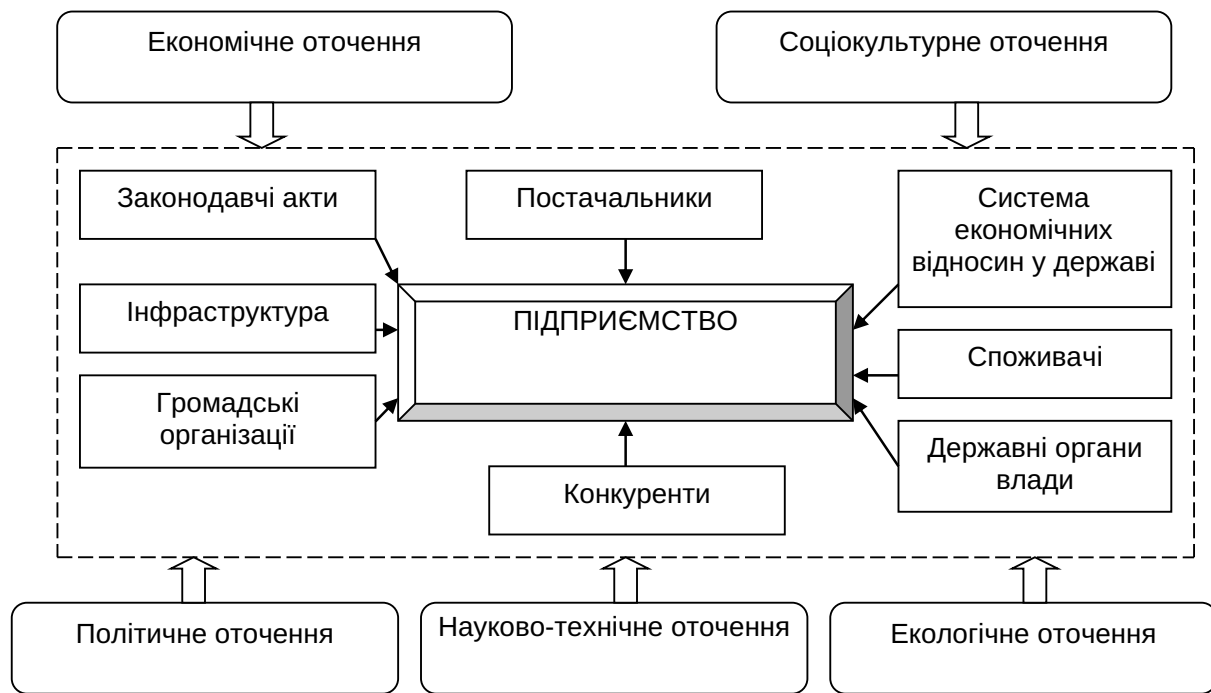 Економічне оточення
Соціокультурне оточення
Законодавчі акти
Постачальники
Система
економічних
відносин у державі
Інфраструктура
ПІДПРИЄМСТВО
Споживачі
Громадські
організації
Конкуренти
Державні органи
влади
Політичне оточення
Науково-технічне оточення
Екологічне оточення